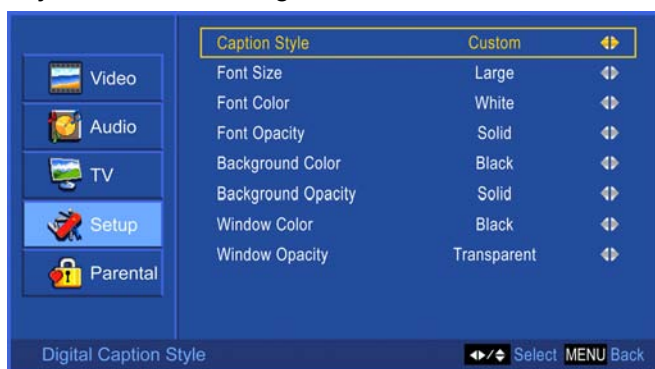 Caption Style Custom
Font Size Large
Font Color White
Font Opacity Solid
Background Color Black
Background Opacity Solid
Window Color Black
Window Opacity Transparent
Video
Audio
TV
Setup
Parental
Digital Caption Style
/ Select MENU Back